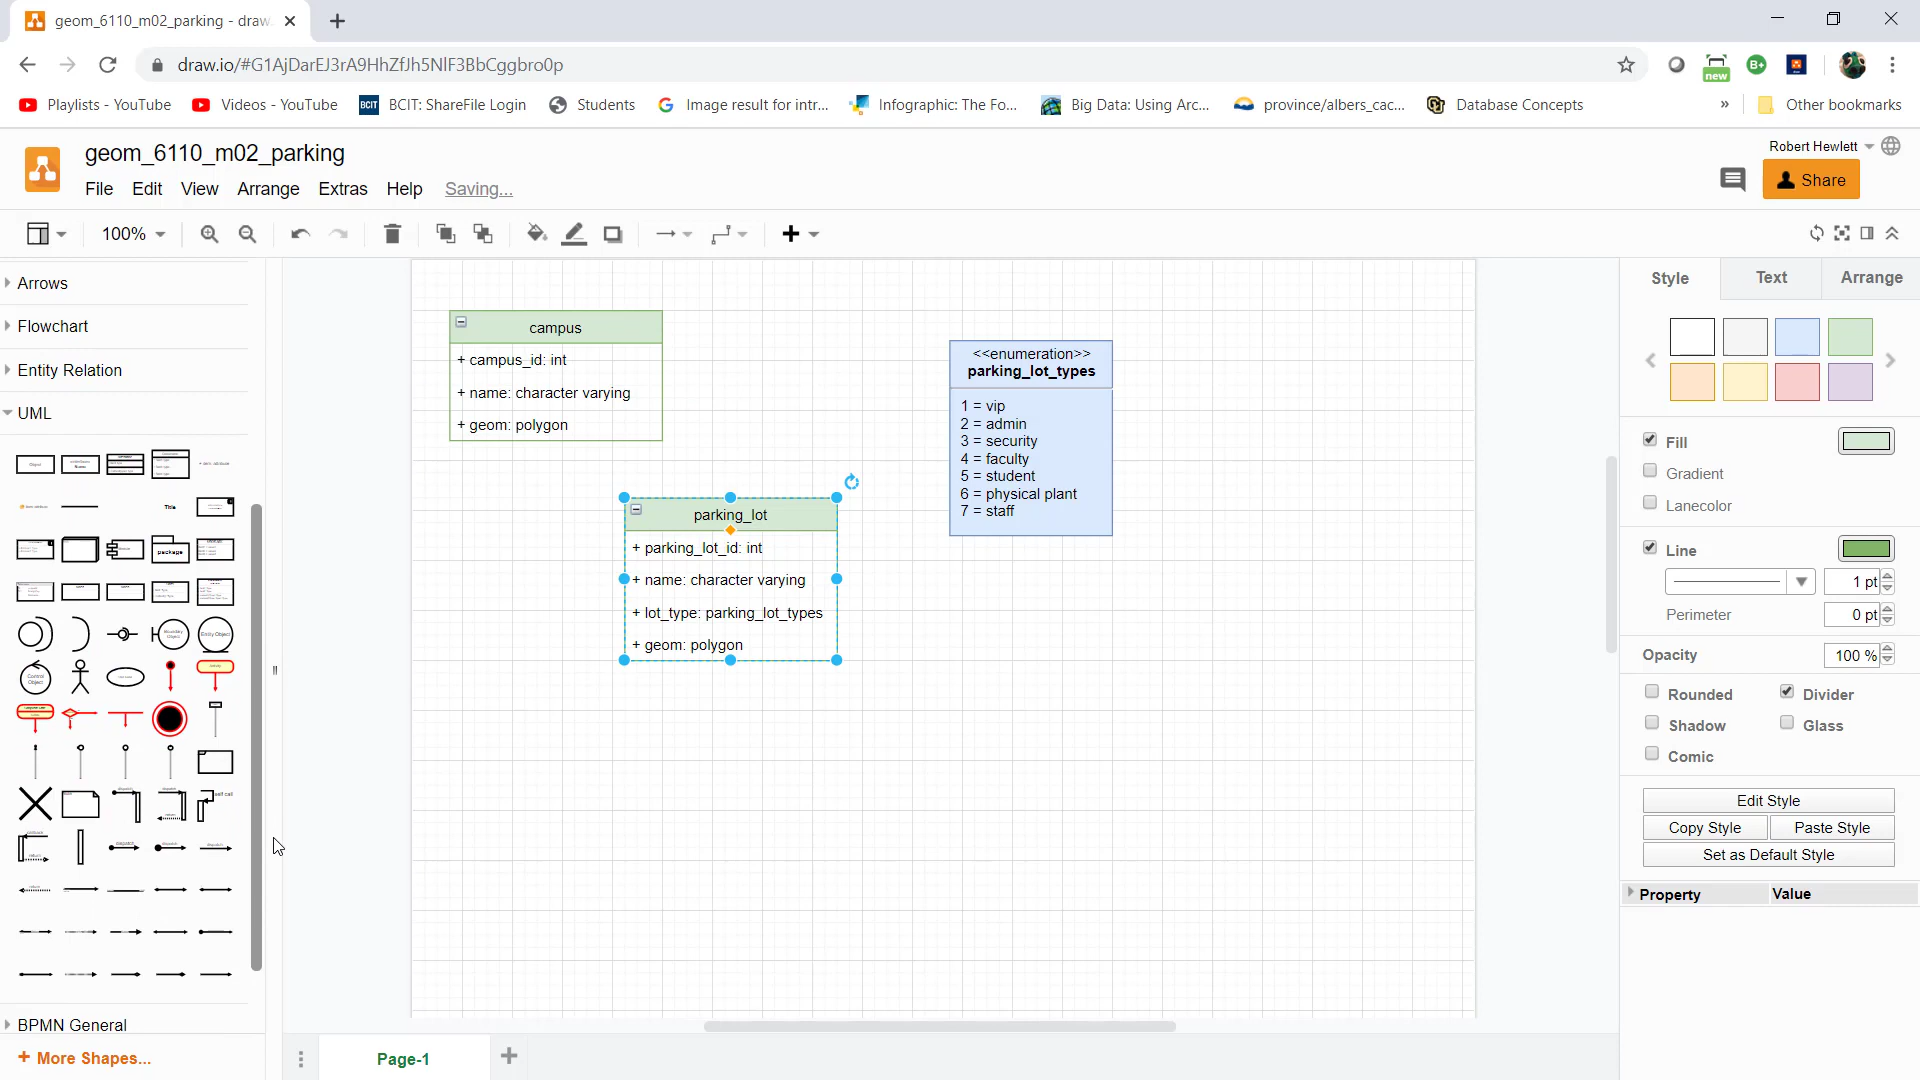 geom_6110_m02_parking - draw.
draw.io/#G1AjDarEJ3rA9HhZfJh5NIF3BbCggbro0p
new
B+
Playlists - YouTube
Videos - YouTube
BCIT
BCIT: ShareFile Login
Students
Image result for intr...
Infographic: The Fo...
Big Data: Using Arc...
province/albers_cac...
Database Concepts
»
Other bookmarks
geom_6110_m02_parking
Robert Hewlett
File Edit View Arrange Extras Help Saving...
Share
100%
Arrows
Flowchart
Entity Relation
UML
Title
package
BPMN General
+ More Shapes...
campus
+ campus_id: int
+ name: character varying
+ geom: polygon
parking_lot
+ parking_lot_id: int
+ name: character varying
+ lot_type: parking_lot_types
+ geom: polygon
<<enumeration>>
parking_lot_types
1 = vip
2 = admin
3 = security
4 = faculty
5 = student
6 = physical plant
7 = staff
Page-1
Style Text Arrange
Fill
Gradient
Lanecolor
Line
1 pt
Perimeter 0 pt
Opacity 100 %
Rounded Divider
Shadow Glass
Comic
Edit Style
Copy Style Paste Style
Set as Default Style
Property Value